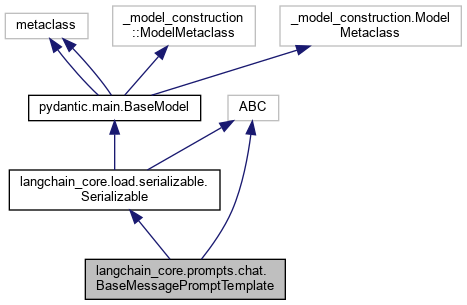 metaclass
_model_construction
::ModelMetaclass
_model_construction.Model
Metaclass
pydantic.main.BaseModel
ABC
langchain_core.load.serializable.
Serializable
langchain_core.prompts.chat.
BaseMessagePromptTemplate